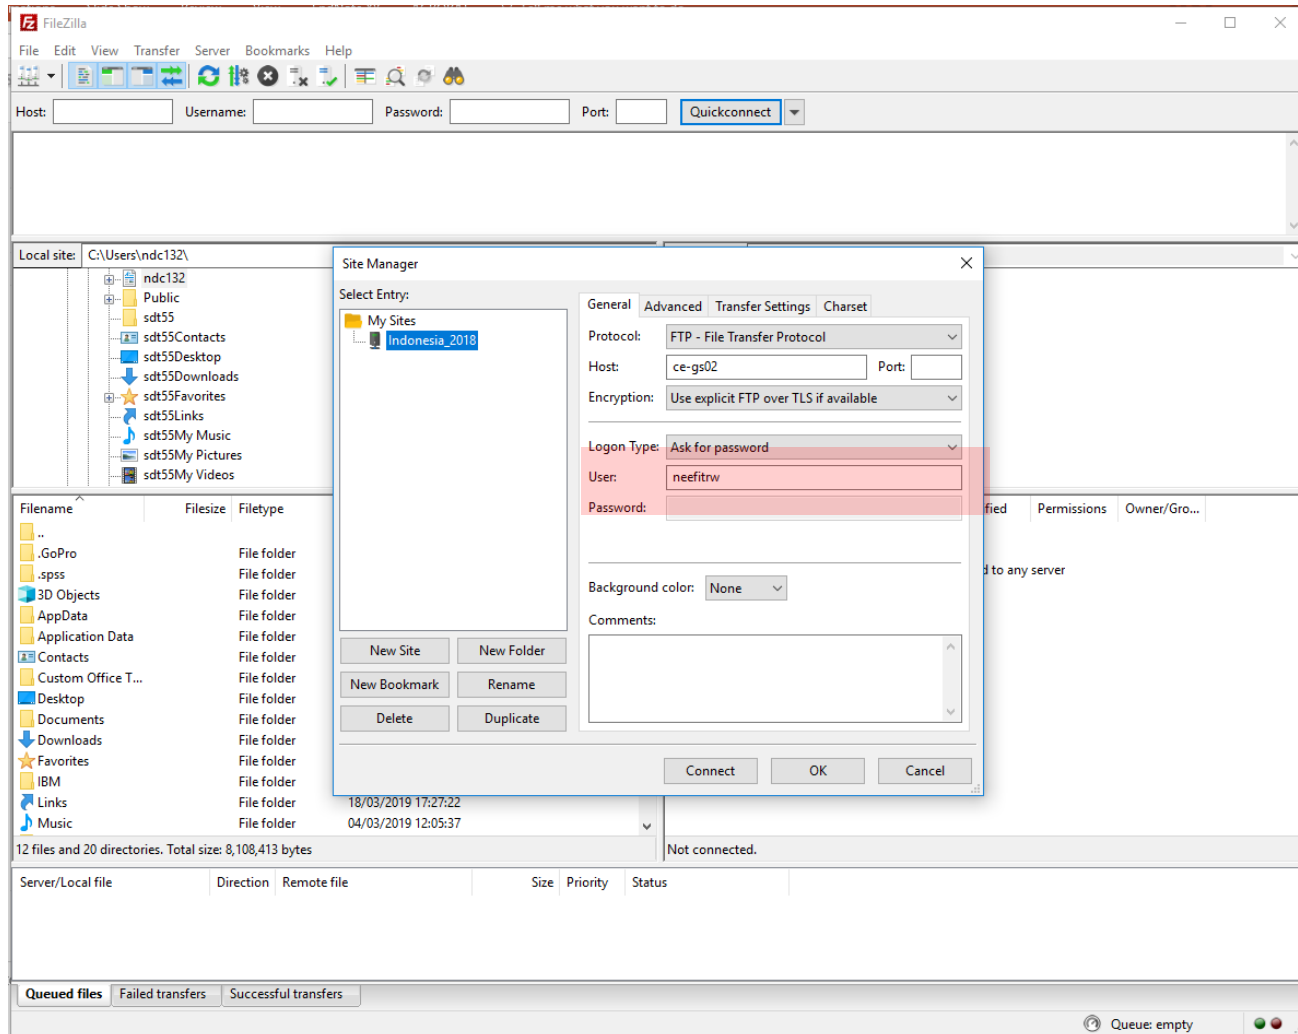 FileZilla
File Edit View Transfer Server Bookmarks Help
Host: Username: Password: Port: Quickconnect
Local site: C:\Users\ndc132\
ndc132
Public
sdt55
sdt55Contacts
sdt55Desktop
sdt55Downloads
sdt55Favorites
sdt55Links
sdt55My Music
sdt55My Pictures
sdt55My Videos
Filename Filesize Filetype
..
.GoPro File folder
.spss File folder
3D Objects File folder
AppData File folder
Application Data File folder
Contacts File folder
Custom Office T... File folder
Desktop File folder
Documents File folder
Downloads File folder
Favorites File folder
IBM File folder
Links File folder 18/03/2019 17:27:22
Music File folder 04/03/2019 12:05:37
12 files and 20 directories. Total size: 8,108,413 bytes
Site Manager
Select Entry:
My Sites
Indonesia_2018
New Site New Folder
New Bookmark Rename
Delete Duplicate
General Advanced Transfer Settings Charset
Protocol: FTP - File Transfer Protocol
Host: ce-gs02 Port:
Encryption: Use explicit FTP over TLS if available
Logon Type: Ask for password
User: neefitrw
Password:
Background color: None
Comments:
Connect OK Cancel
fied Permissions Owner/Gro...
d to any server
Not connected.
Server/Local file Direction Remote file Size Priority Status
Queued files Failed transfers Successful transfers
Queue: empty